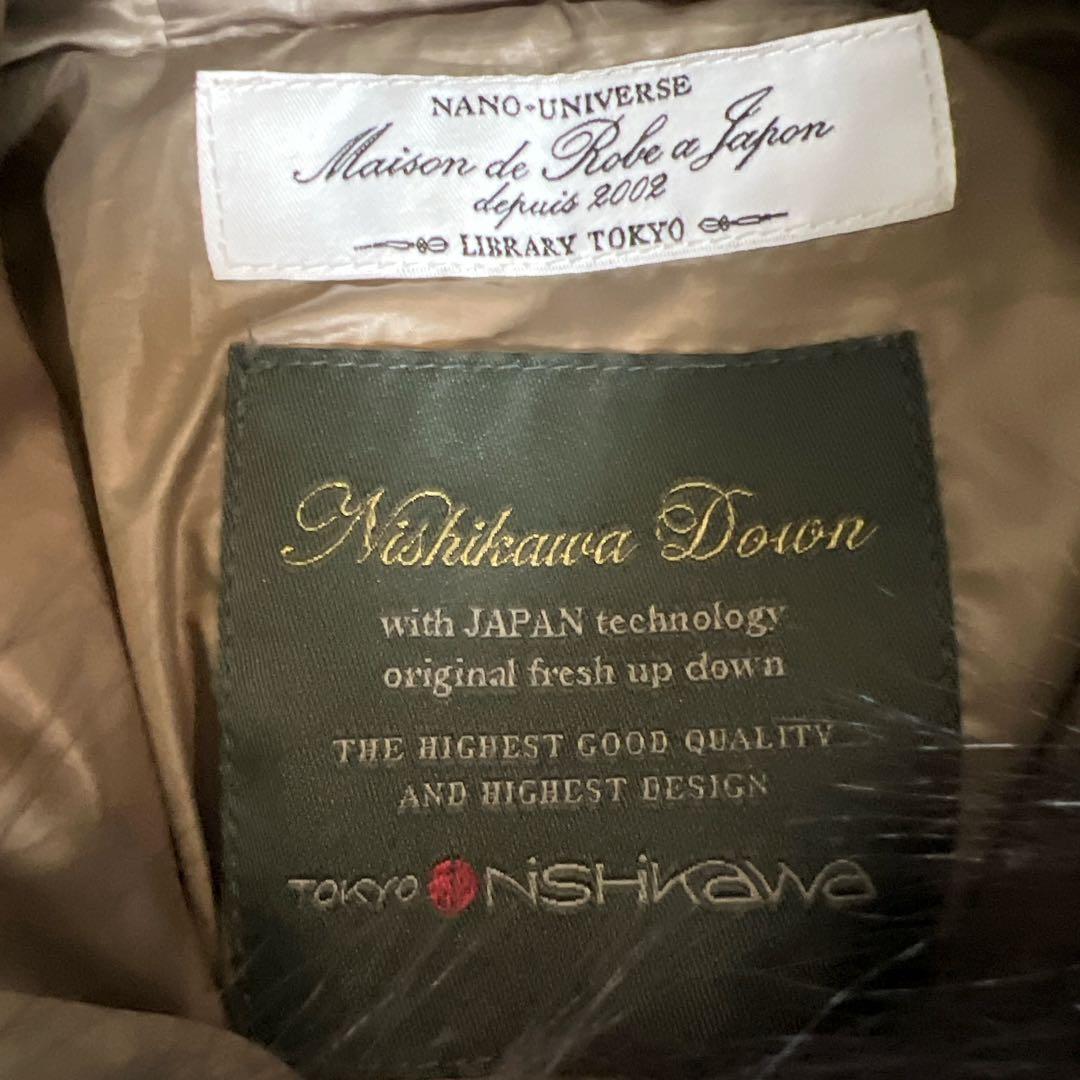 NANO·UNIVERSE
Maison de Robe a Japon
depuis 2002
LIBRARY TOKYO
Nishikawa Down
with JAPAN technology
original fresh up down
THE HIGHEST GOOD QUALITY
AND HIGHEST DESIGN
TOKYO NiSHiKaWa